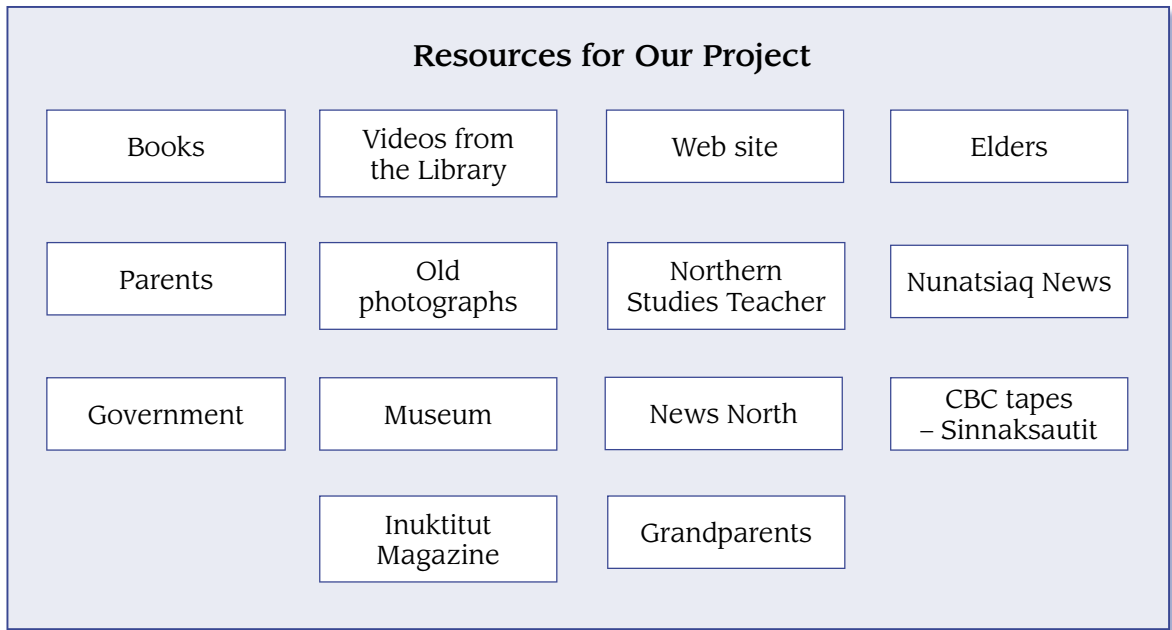 Resources for Our Project
Books
Videos from
the Library
Web site
Elders
Parents
Old
photographs
Northern
Studies Teacher
Nunatsiaq News
Government
Museum
News North
CBC tapes
– Sinnaksautit
Inuktitut
Magazine
Grandparents